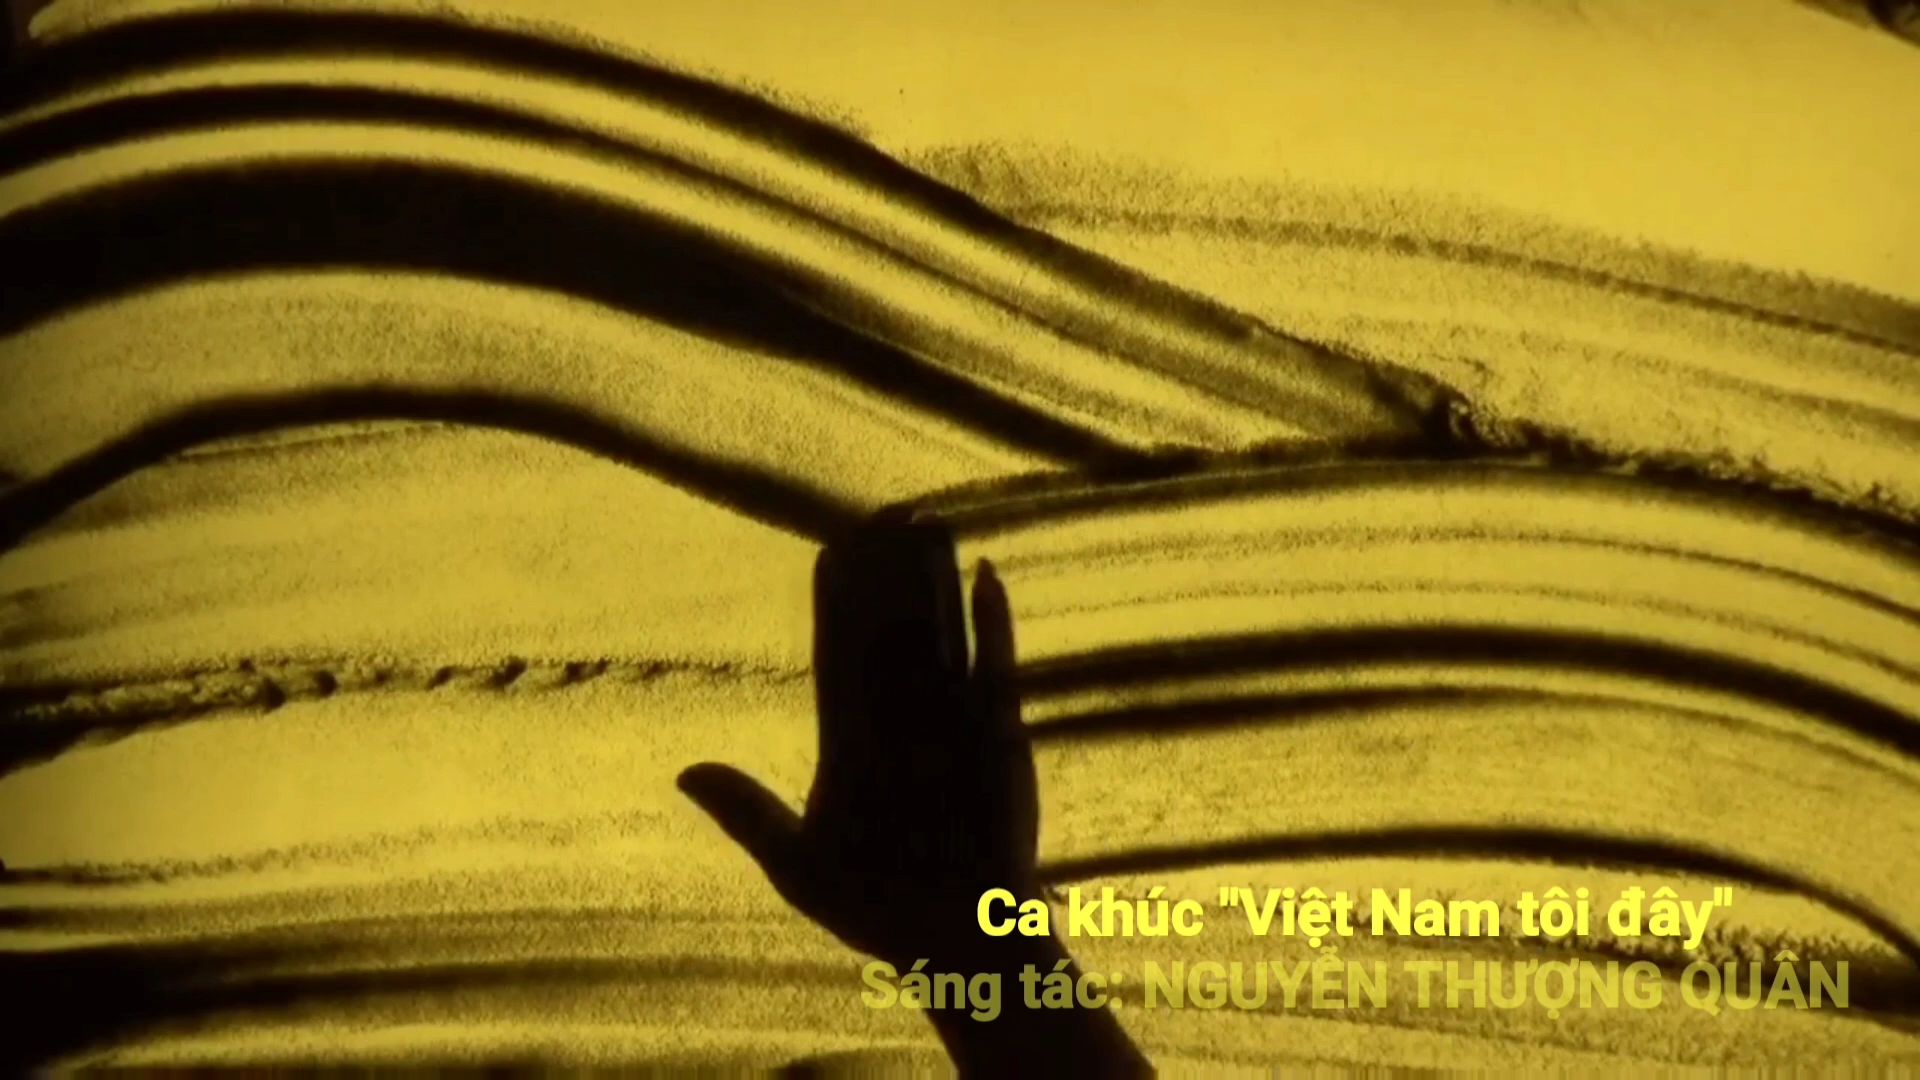 Ca khúc "Việt Nam tôi đây"
Sáng tác: NGUYỄN THƯỢNG QUÂN